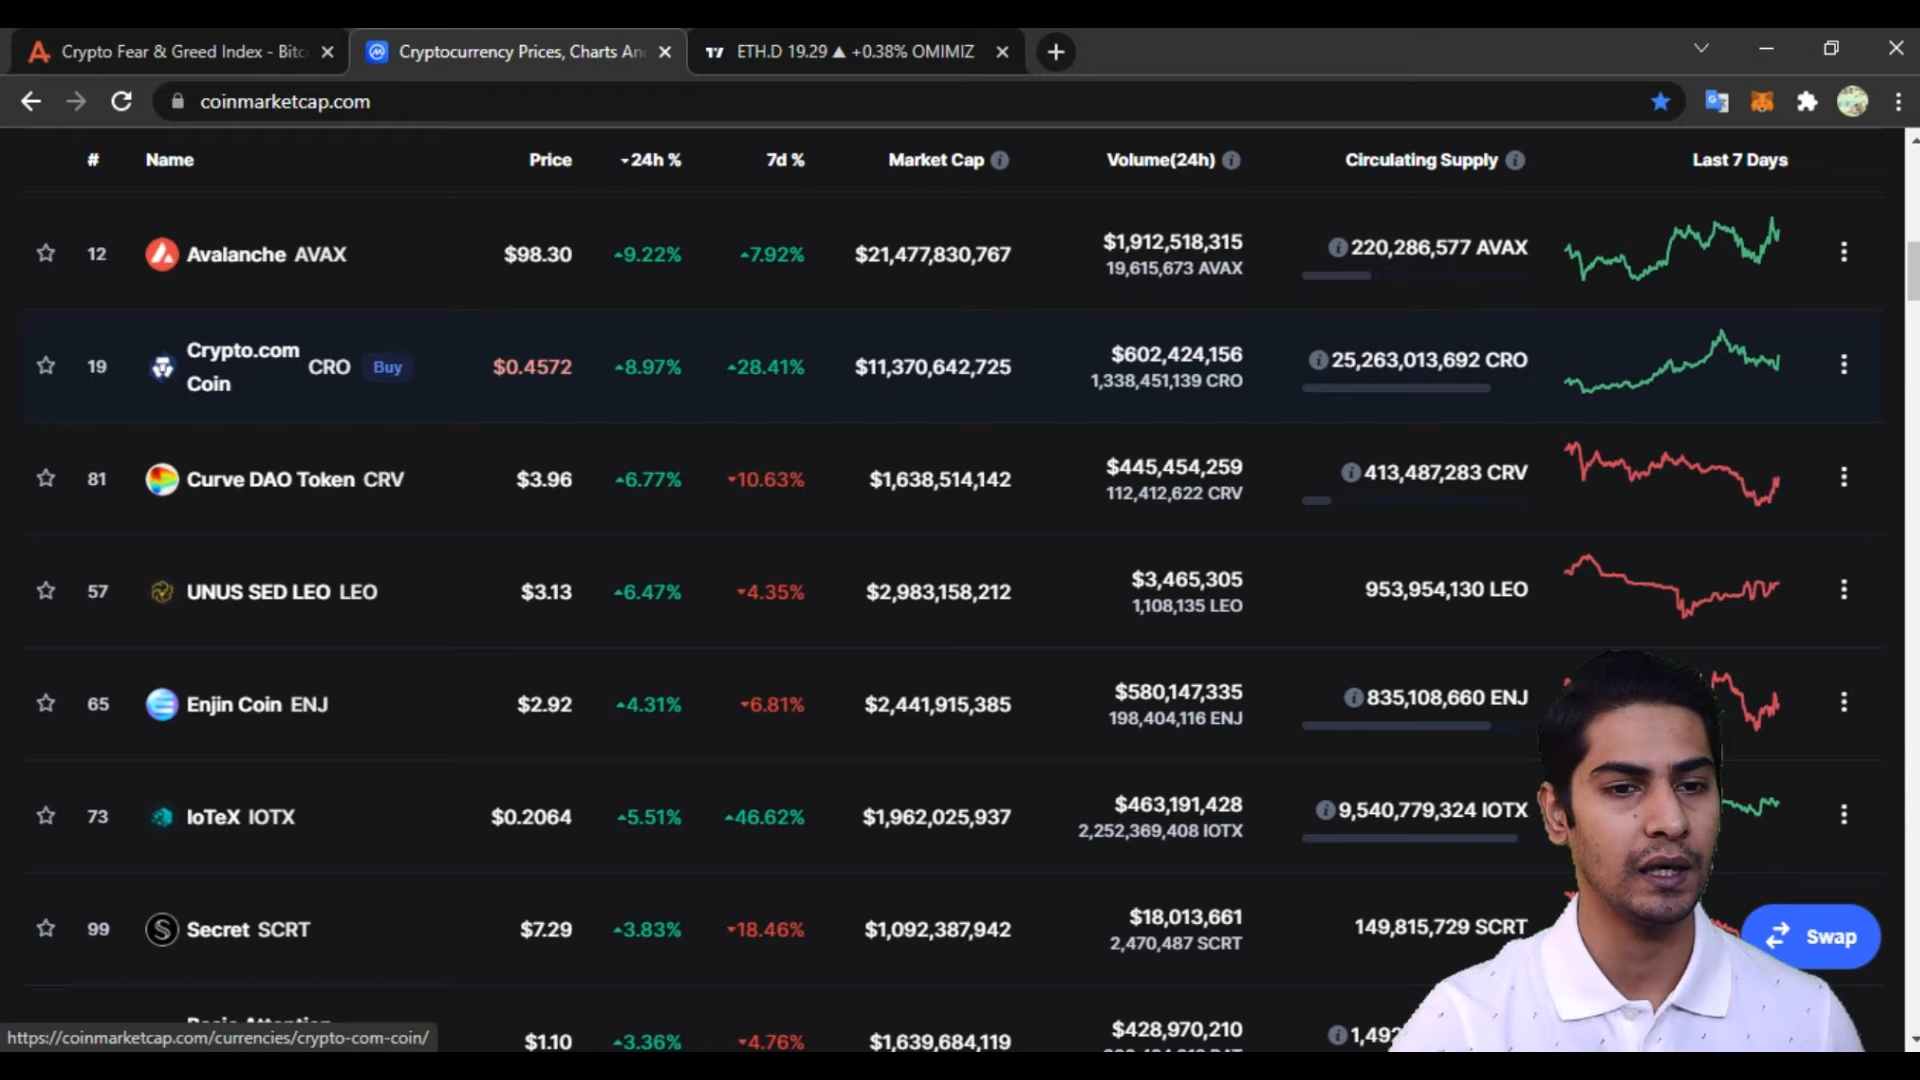 Crypto Fear & Greed Index - Bitc
Cryptocurrency Prices, Charts An
ETH.D 19.29 ▲ +0.38% OMIMIZ
coinmarketcap.com
# Name Price 24h % 7d % Market Cap Volume(24h) Circulating Supply Last 7 Days
12 Avalanche AVAX $98.30 9.22% 7.92% $21,477,830,767 $1,912,518,315 220,286,577 AVAX
19,615,673 AVAX
19 Crypto.com Coin CRO Buy $0.4572 8.97% 28.41% $11,370,642,725 $602,424,156 25,263,013,692 CRO
1,338,451,139 CRO
81 Curve DAO Token CRV $3.96 6.77% 10.63% $1,638,514,142 $445,454,259 413,487,283 CRV
112,412,622 CRV
57 UNUS SED LEO LEO $3.13 6.47% 4.35% $2,983,158,212 $3,465,305 953,954,130 LEO
1,108,135 LEO
65 Enjin Coin ENJ $2.92 4.31% 6.81% $2,441,915,385 $580,147,335 835,108,660 ENJ
198,404,116 ENJ
73 IoTeX IOTX $0.2064 5.51% 46.62% $1,962,025,937 $463,191,428 9,540,779,324 IOTX
2,252,369,408 IOTX
99 Secret SCRT $7.29 3.83% 18.46% $1,092,387,942 $18,013,661 149,815,729 SCRT
2,470,487 SCRT
Swap
$1.10 3.36% 4.76% $1,639,684,119 $428,970,210 1,492
https://coinmarketcap.com/currencies/crypto-com-coin/